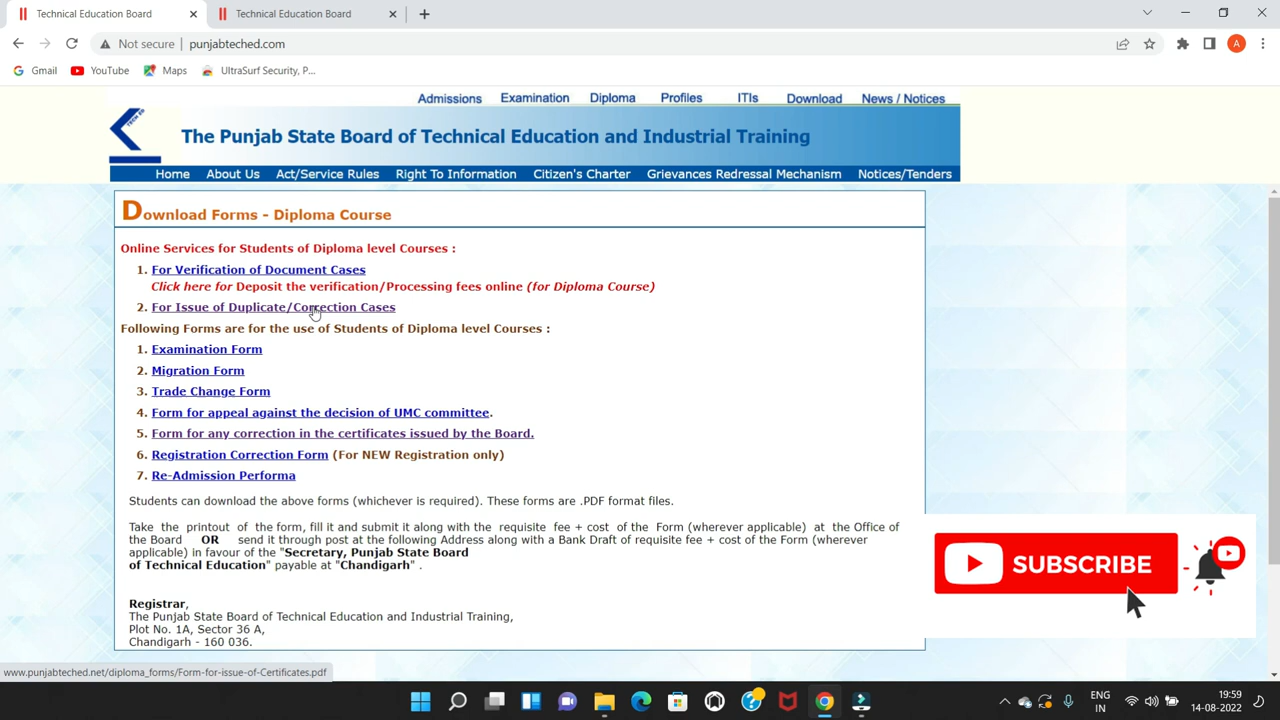 Technical Education Board
Technical Education Board
Not secure | punjabteched.com
Gmail YouTube Maps UltraSurf Security, P...
Admissions Examination Diploma Profiles ITIs Download News / Notices
The Punjab State Board of Technical Education and Industrial Training
Home About Us Act/Service Rules Right To Information Citizen's Charter Grievances Redressal Mechanism Notices/Tenders
Download Forms - Diploma Course
Online Services for Students of Diploma level Courses :
1. For Verification of Document Cases
Click here for Deposit the verification/Processing fees online (for Diploma Course)
2. For Issue of Duplicate/Correction Cases
Following Forms are for the use of Students of Diploma level Courses :
1. Examination Form
2. Migration Form
3. Trade Change Form
4. Form for appeal against the decision of UMC committee.
5. Form for any correction in the certificates issued by the Board.
6. Registration Correction Form (For NEW Registration only)
7. Re-Admission Performa
Students can download the above forms (whichever is required). These forms are .PDF format files.
Take the printout of the form, fill it and submit it along with the requisite fee + cost of the Form (wherever applicable) at the Office of
the Board OR send it through post at the following Address along with a Bank Draft of requisite fee + cost of the Form (wherever
applicable) in favour of the "Secretary, Punjab State Board
of Technical Education" payable at "Chandigarh" .
SUBSCRIBE
Registrar,
The Punjab State Board of Technical Education and Industrial Training,
Plot No. 1A, Sector 36 A,
Chandigarh - 160 036.
www.punjabteched.net/diploma_forms/Form-for-issue-of-Certificates.pdf
ENG
IN
19:59
14-08-2022